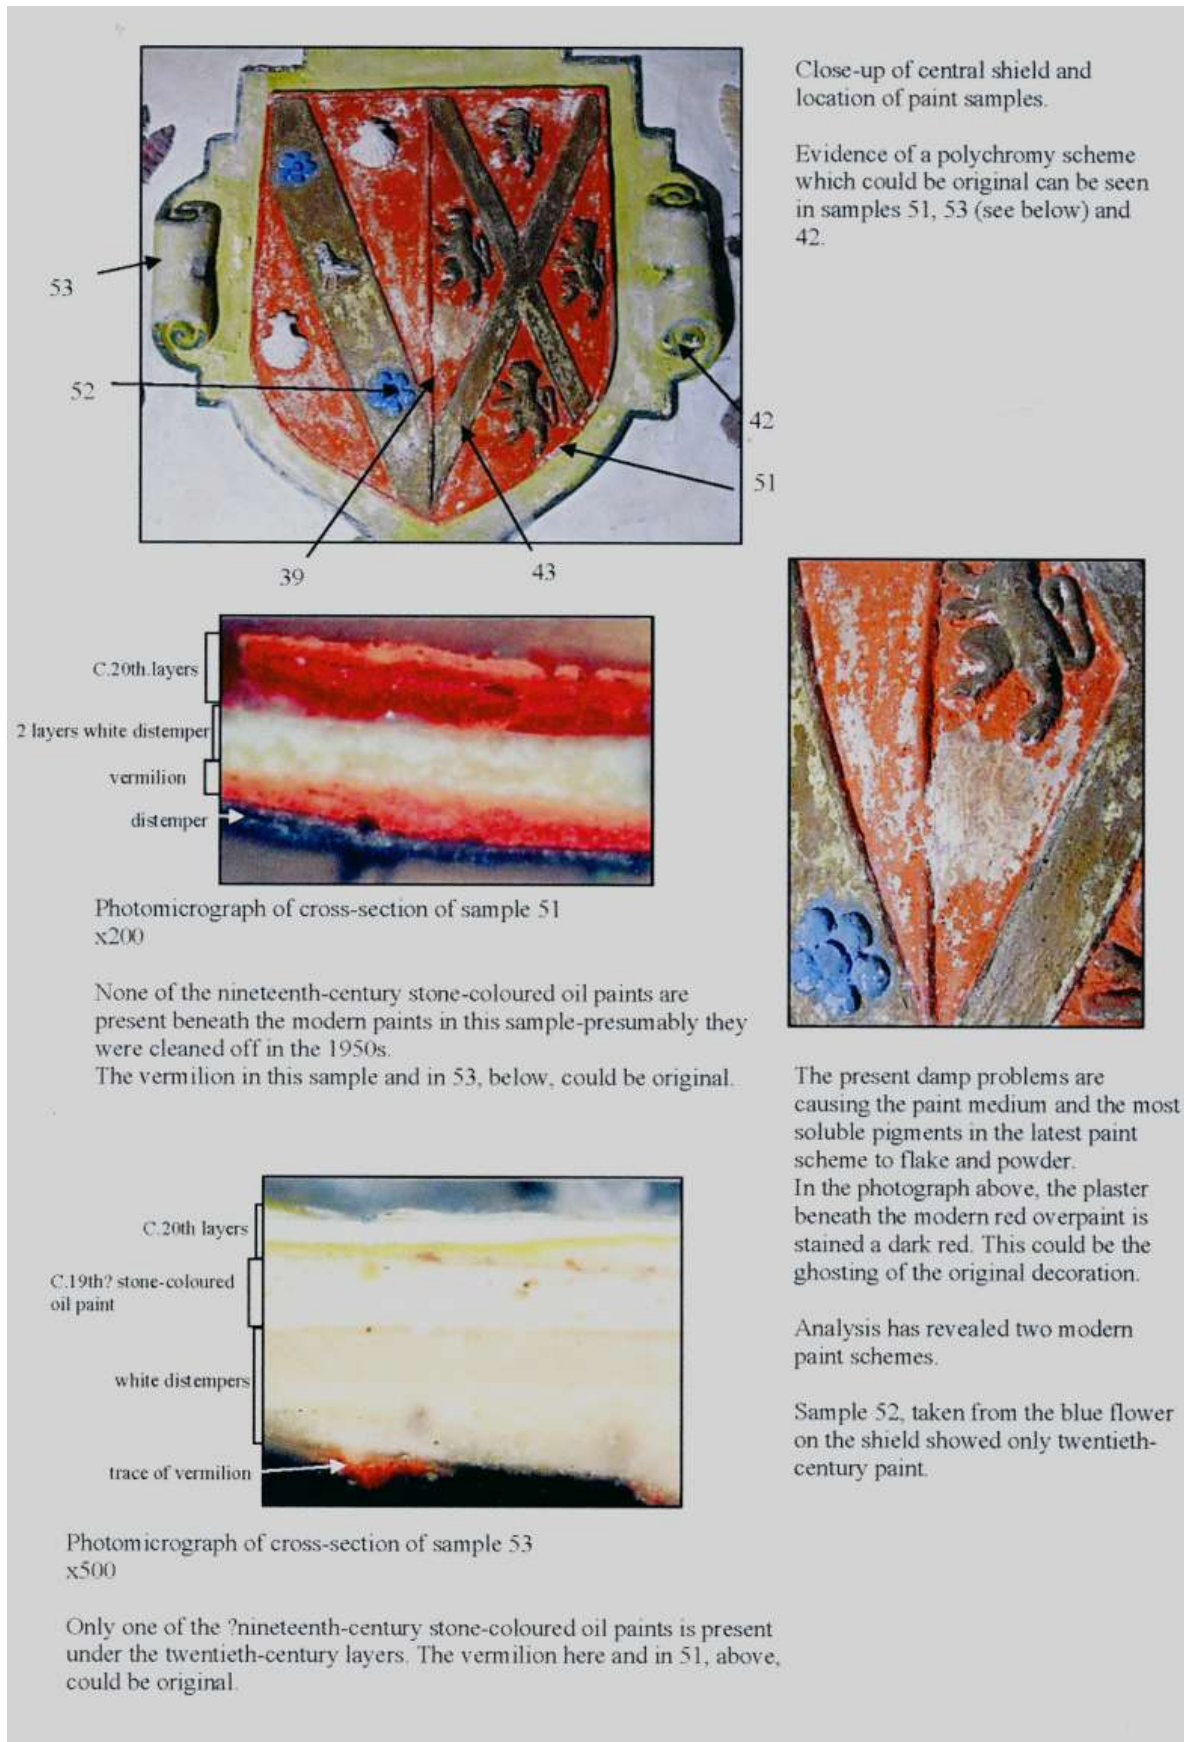 Close-up of central shield and
location of paint samples.
Evidence of a polychromy scheme
which could be original can be seen
in samples 51, 53 (see below) and
42.
53
52
42
51
39
43
C.20th.layers
2 layers white distemper
vermilion
distemper
Photomicrograph of cross-section of sample 51
x200
None of the nineteenth-century stone-coloured oil paints are
present beneath the modern paints in this sample-presumably they
were cleaned off in the 1950s.
The vermilion in this sample and in 53, below, could be original.
The present damp problems are
causing the paint medium and the most
soluble pigments in the latest paint
scheme to flake and powder.
In the photograph above, the plaster
beneath the modern red overpaint is
stained a dark red. This could be the
ghosting of the original decoration.
Analysis has revealed two modern
paint schemes.
Sample 52, taken from the blue flower
on the shield showed only twentieth-
century paint.
C.20th layers
C.19th? stone-coloured
oil paint
white distempers
trace of vermilion
Photomicrograph of cross-section of sample 53
x500
Only one of the ?nineteenth-century stone-coloured oil paints is present
under the twentieth-century layers. The vermilion here and in 51, above,
could be original.